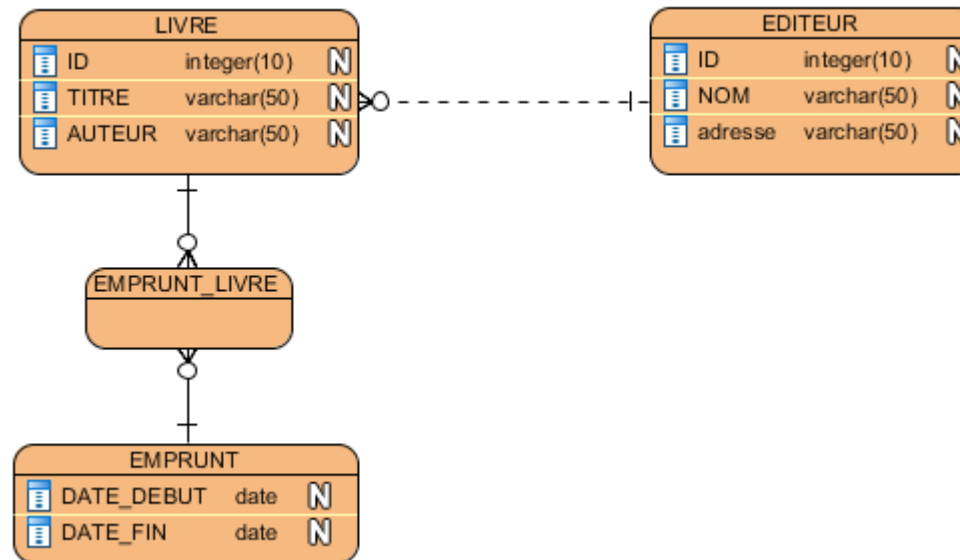 LIVRE
ID integer(10) N
TITRE varchar(50) N
AUTEUR varchar(50) N
EDITEUR
ID integer(10) N
NOM varchar(50) N
adresse varchar(50) N
EMPRUNT_LIVRE
EMPRUNT
DATE_DEBUT date N
DATE_FIN date N